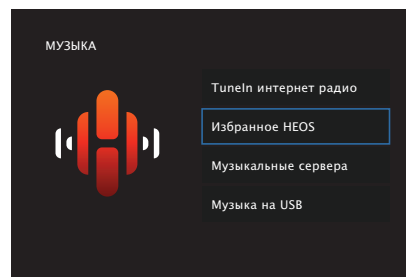 МУЗЫКА
TuneIn интернет радио
Избранное HEOS
Музыкальные сервера
Музыка на USB